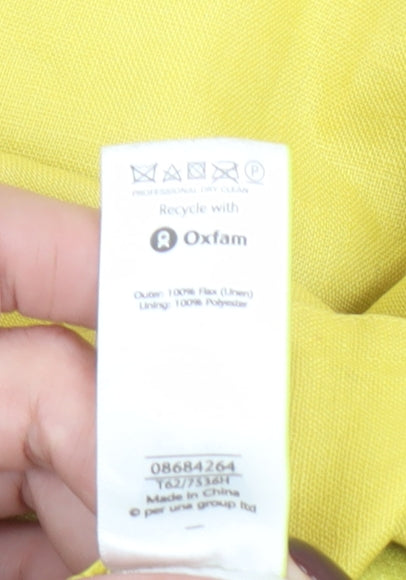 P
PROFESSIONAL DRY CLEAN
Recycle with
Oxfam
Outer: 100% Flax (Linen)
Lining: 100% Polyester
08684264
T62/7536H
Made in China
© per una group ltd